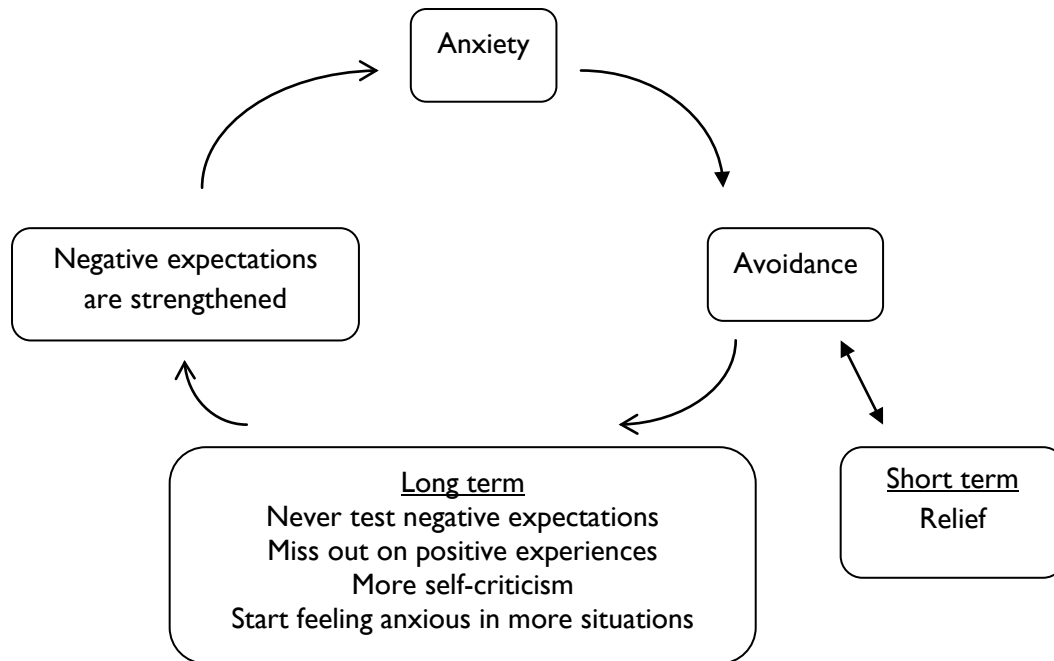 Anxiety
Avoidance
Negative expectations
are strengthened
Long term
Never test negative expectations
Miss out on positive experiences
More self-criticism
Start feeling anxious in more situations
Short term
Relief